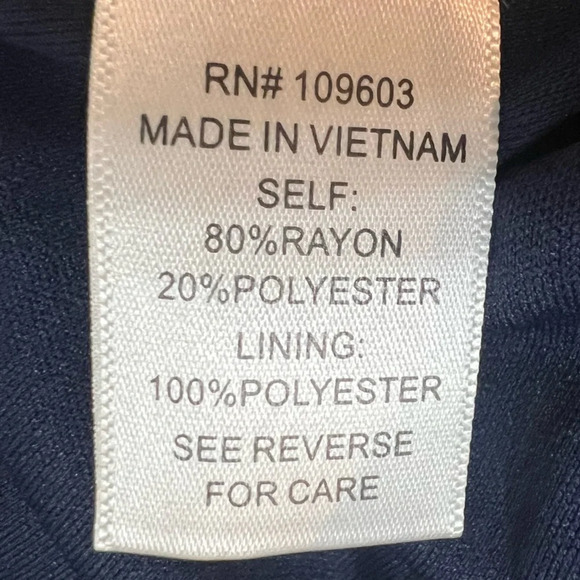 RN# 109603
MADE IN VIETNAM
SELF:
80%RAYON
20%POLYESTER
LINING:
100%POLYESTER
SEE REVERSE
FOR CARE